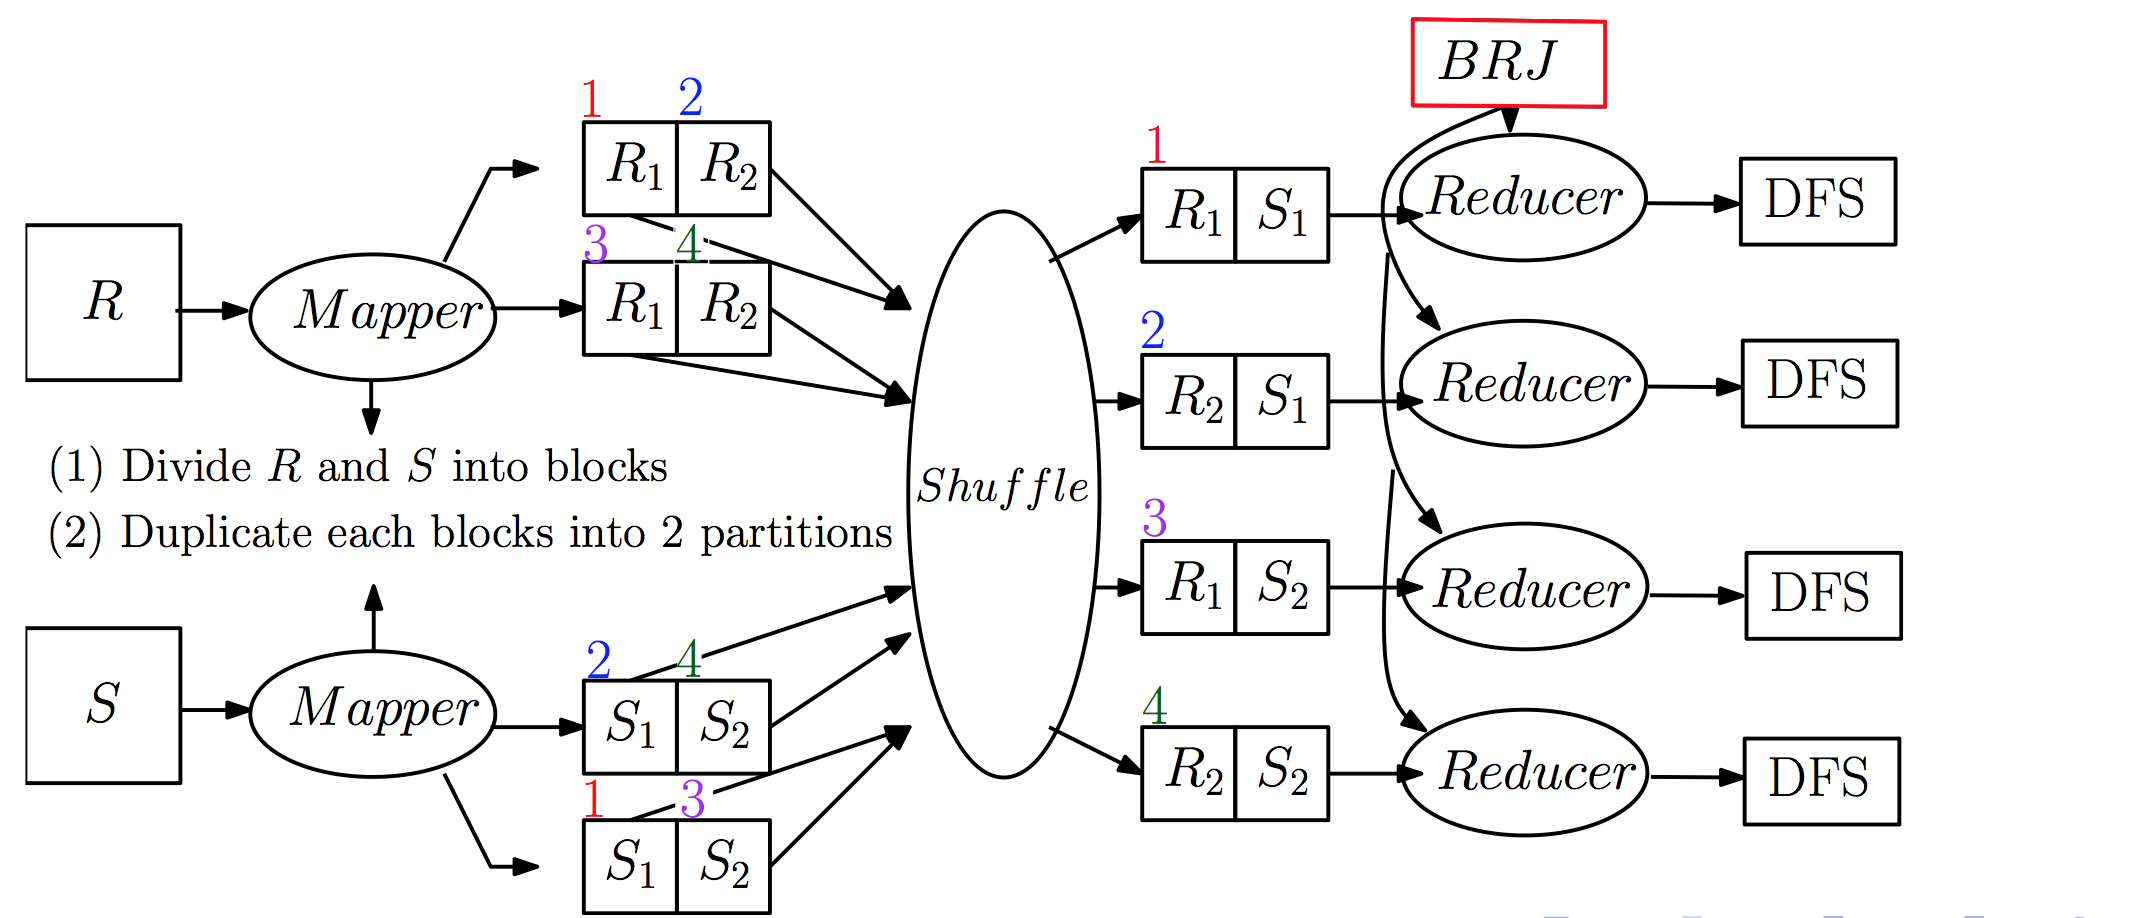 BRJ
1 2
R1 R2
1
R1 S1
Reducer
DFS
3 4
R1 R2
R
Mapper
2
R2 S1
Reducer
DFS
(1) Divide R and S into blocks
(2) Duplicate each blocks into 2 partitions
Shuffle
3
R1 S2
Reducer
DFS
S
Mapper
2 4
S1 S2
1 3
S1 S2
4
R2 S2
Reducer
DFS